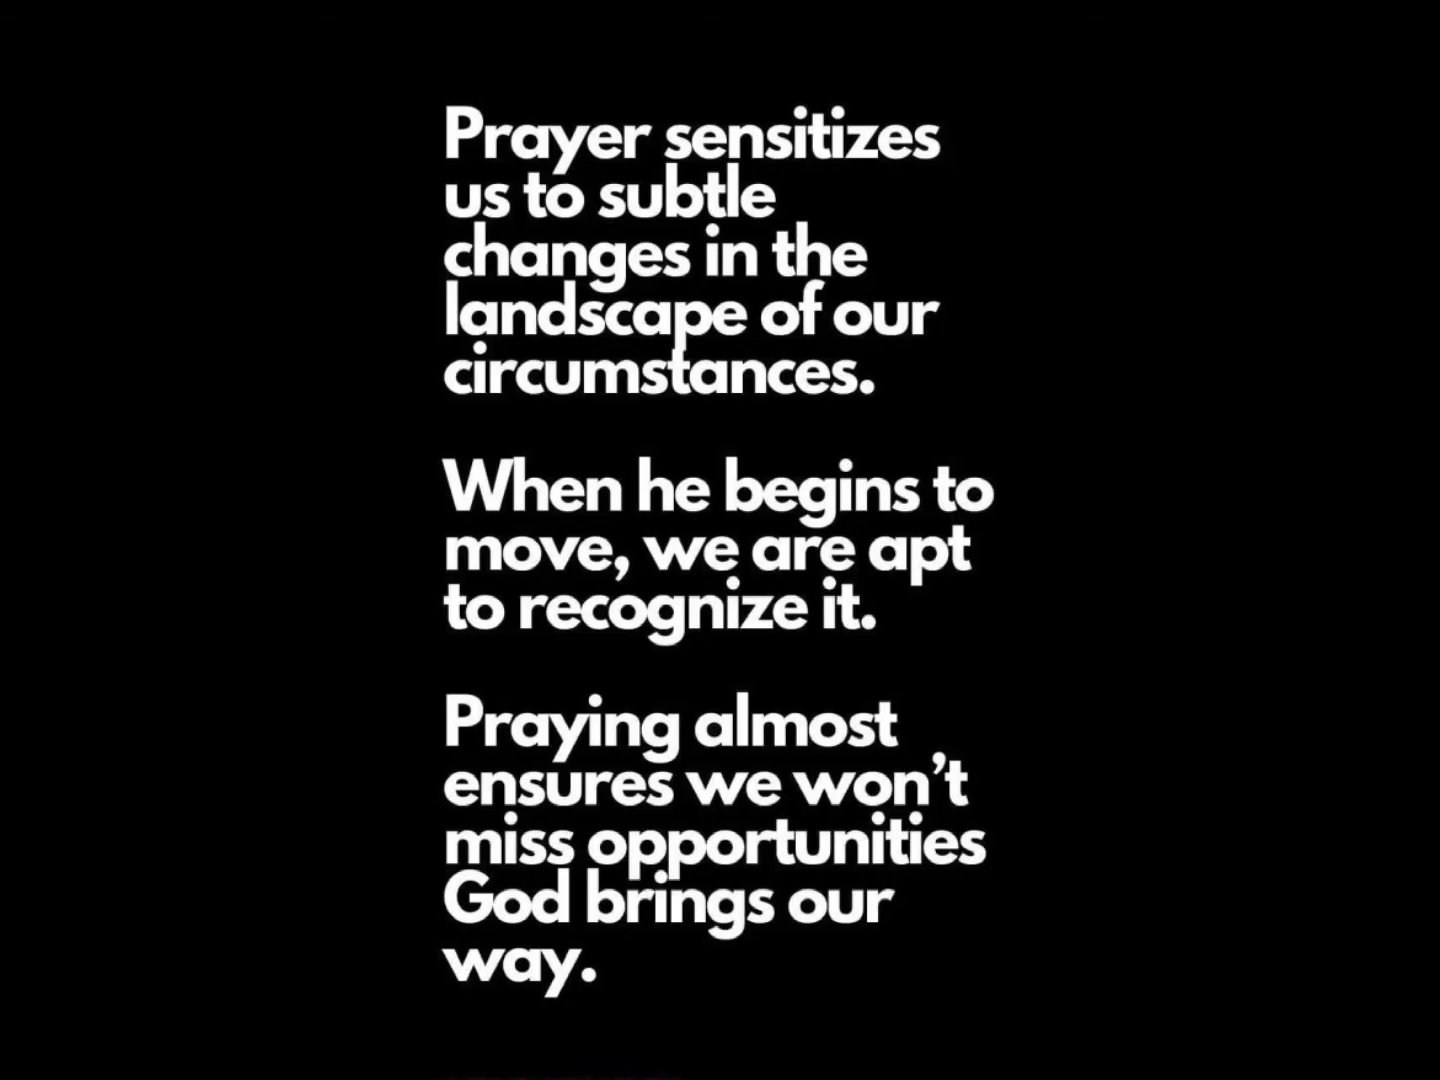 Prayer sensitizes
us to subtle
changes in the
landscape of our
circumstances.
When he begins to
move, we are apt
to recognize it.
Praying almost
ensures we won’t
miss opportunities
God brings our
way.